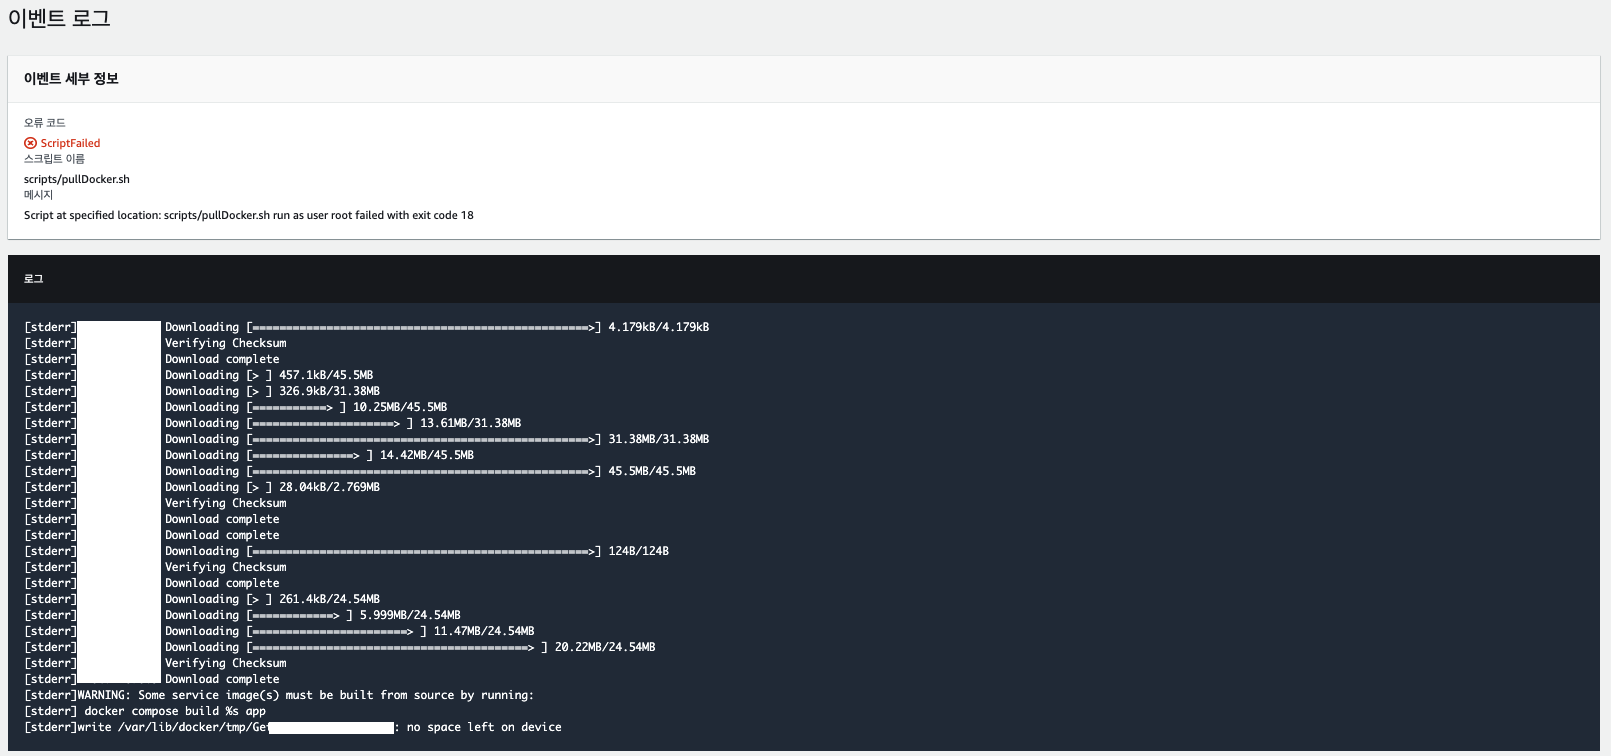 이벤트 로그
이벤트 세부 정보
오류 코드
ScriptFailed
스크립트 이름
scripts/pullDocker.sh
메시지
Script at specified location: scripts/pullDocker.sh run as user root failed with exit code 18
로그
[stderr] Downloading [==================================================>] 4.179kB/4.179kB
[stderr] Verifying Checksum
[stderr] Download complete
[stderr] Downloading [> ] 457.1kB/45.5MB
[stderr] Downloading [> ] 326.9kB/31.38MB
[stderr] Downloading [===========> ] 10.25MB/45.5MB
[stderr] Downloading [=====================> ] 13.61MB/31.38MB
[stderr] Downloading [==================================================>] 31.38MB/31.38MB
[stderr] Downloading [===============> ] 14.42MB/45.5MB
[stderr] Downloading [==================================================>] 45.5MB/45.5MB
[stderr] Downloading [> ] 28.04kB/2.769MB
[stderr] Verifying Checksum
[stderr] Download complete
[stderr] Download complete
[stderr] Downloading [==================================================>] 124B/124B
[stderr] Verifying Checksum
[stderr] Download complete
[stderr] Downloading [> ] 261.4kB/24.54MB
[stderr] Downloading [============> ] 5.999MB/24.54MB
[stderr] Downloading [=======================> ] 11.47MB/24.54MB
[stderr] Downloading [=========================================> ] 20.22MB/24.54MB
[stderr] Verifying Checksum
[stderr] Download complete
[stderr]WARNING: Some service image(s) must be built from source by running:
[stderr] docker compose build %s app
[stderr]write /var/lib/docker/tmp/Get : no space left on device